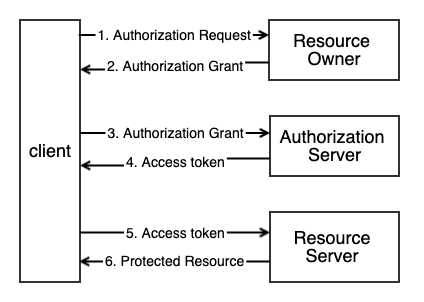 1. Authorization Request
Resource
Owner
2. Authorization Grant
client
3. Authorization Grant
Authorization
Server
4. Access token
5. Access token
Resource
Server
6. Protected Resource